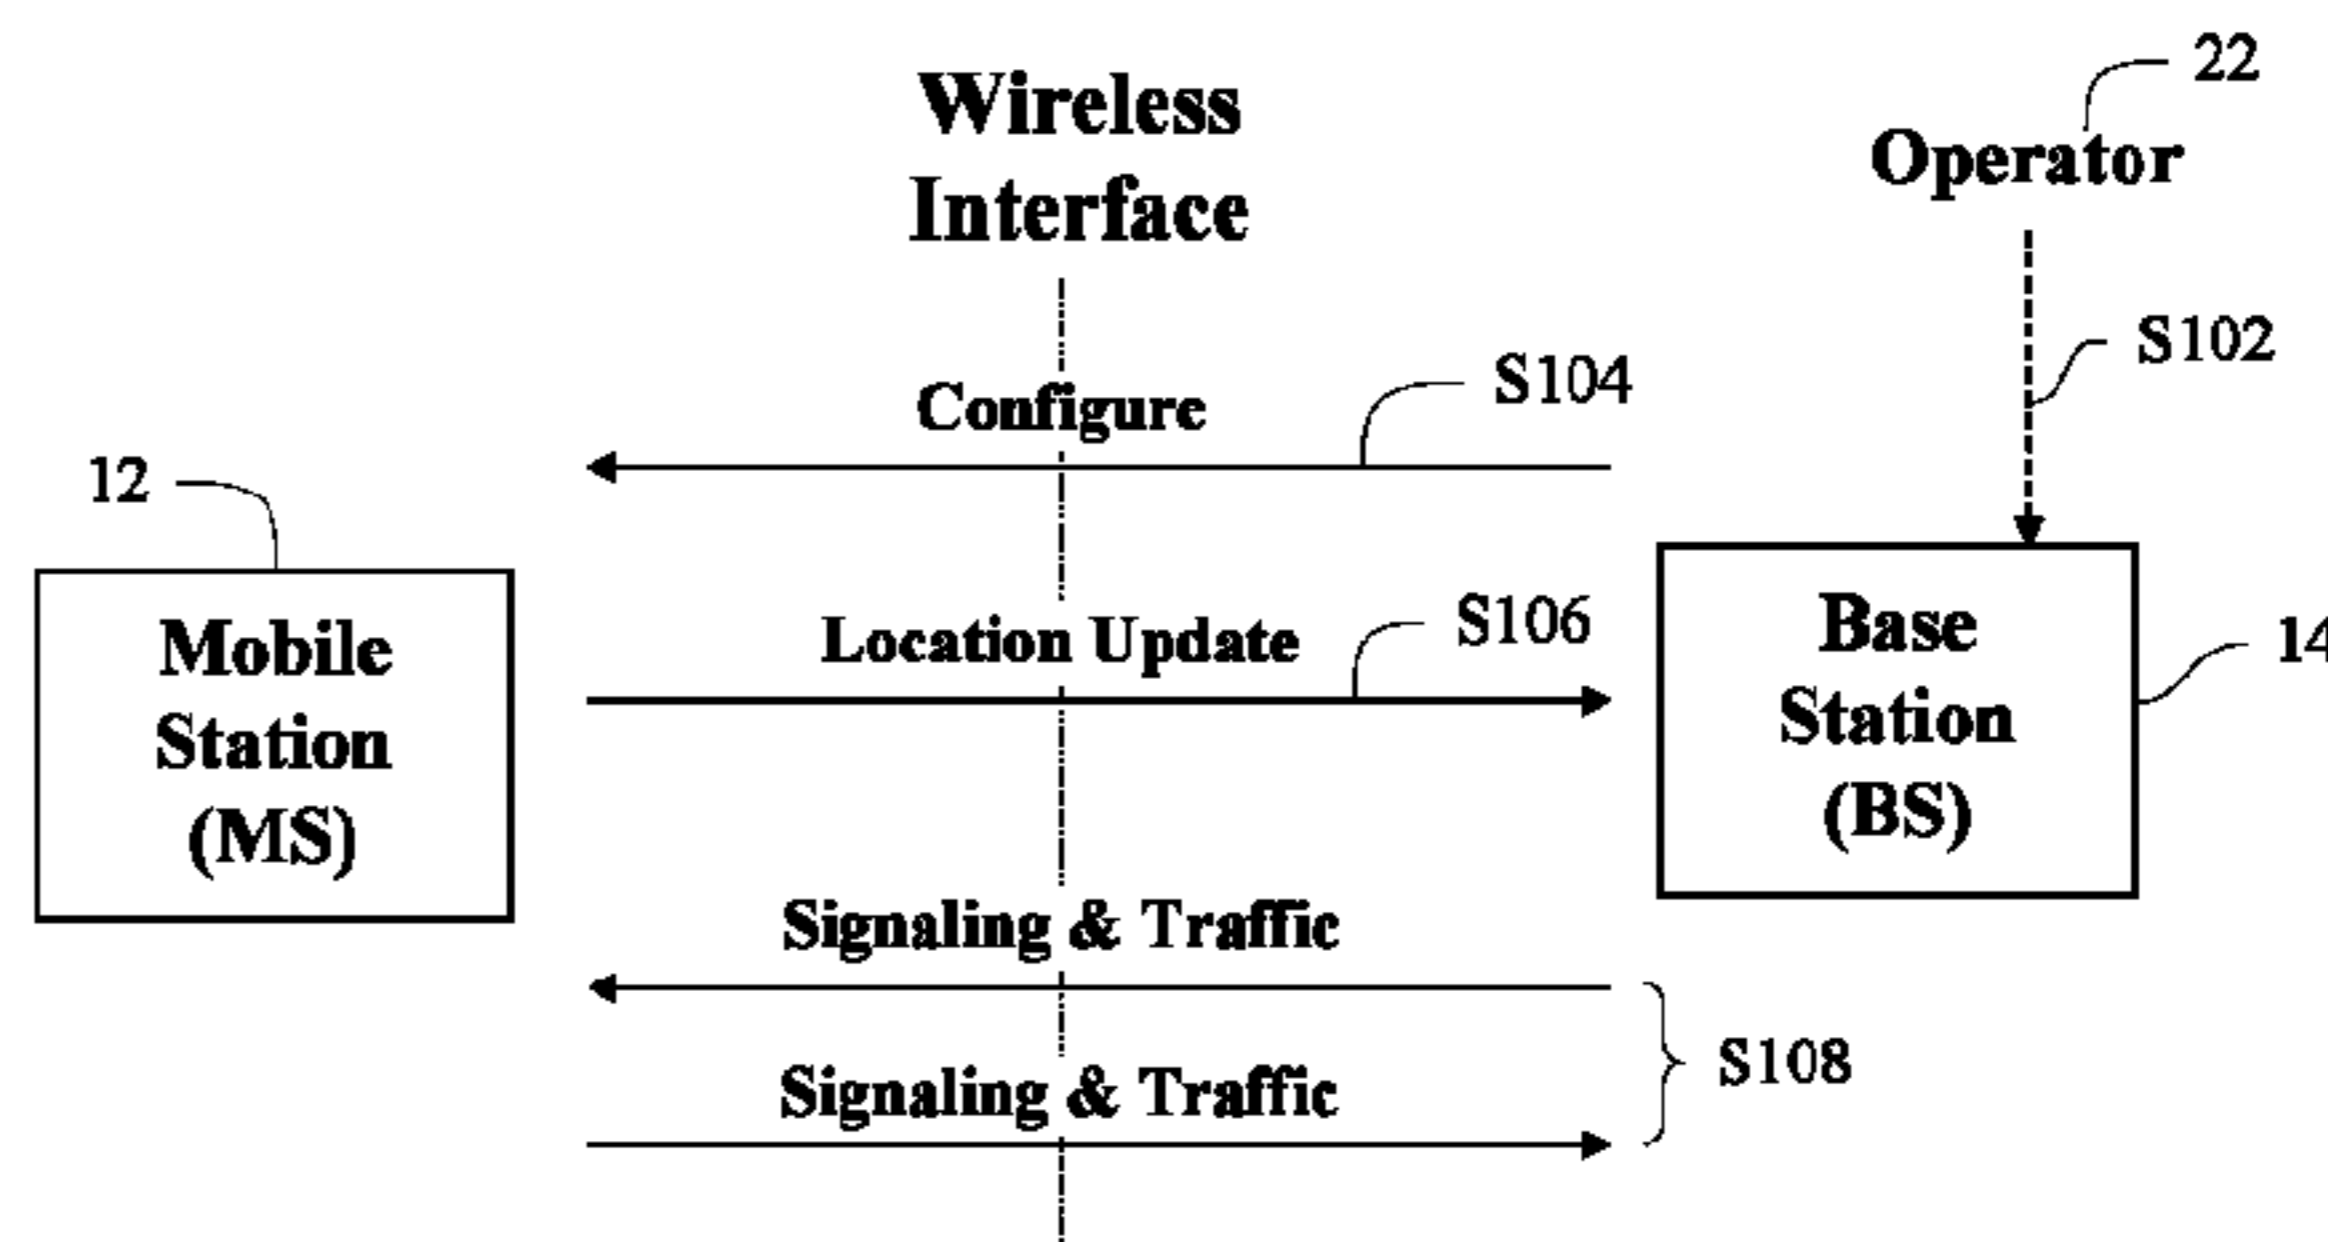 22
Wireless
Interface
Operator
S102
S104
Configure
12
S106
Location Update
Mobile
Station
(MS)
Base
Station
(BS)
14
Signaling & Traffic
S108
Signaling & Traffic